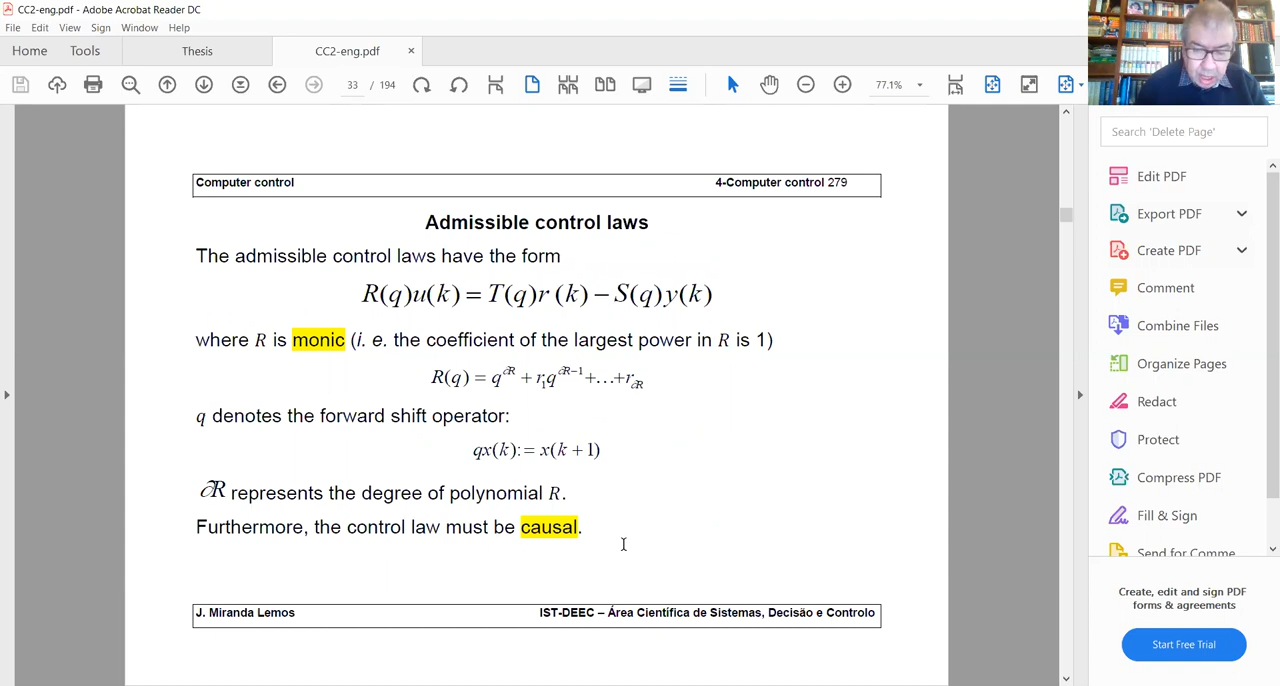 CC2-eng.pdf - Adobe Acrobat Reader DC
File Edit View Sign Window Help
Home Tools Thesis CC2-eng.pdf ×
33 / 194 77.1%
Computer control 4-Computer control 279
Admissible control laws
The admissible control laws have the form
R(q)u(k) = T(q)r (k) − S(q)y(k)
where R is monic (i. e. the coefficient of the largest power in R is 1)
R(q) = q^∂R + r₁q^∂R−1 +...+ r_∂R
q denotes the forward shift operator:
qx(k) := x(k + 1)
∂R represents the degree of polynomial R.
Furthermore, the control law must be causal.
J. Miranda Lemos IST-DEEC – Área Científica de Sistemas, Decisão e Controlo
Search 'Delete Page'
Edit PDF
Export PDF
Create PDF
Comment
Combine Files
Organize Pages
Redact
Protect
Compress PDF
Fill & Sign
Send for Comme
Create, edit and sign PDF
forms & agreements
Start Free Trial